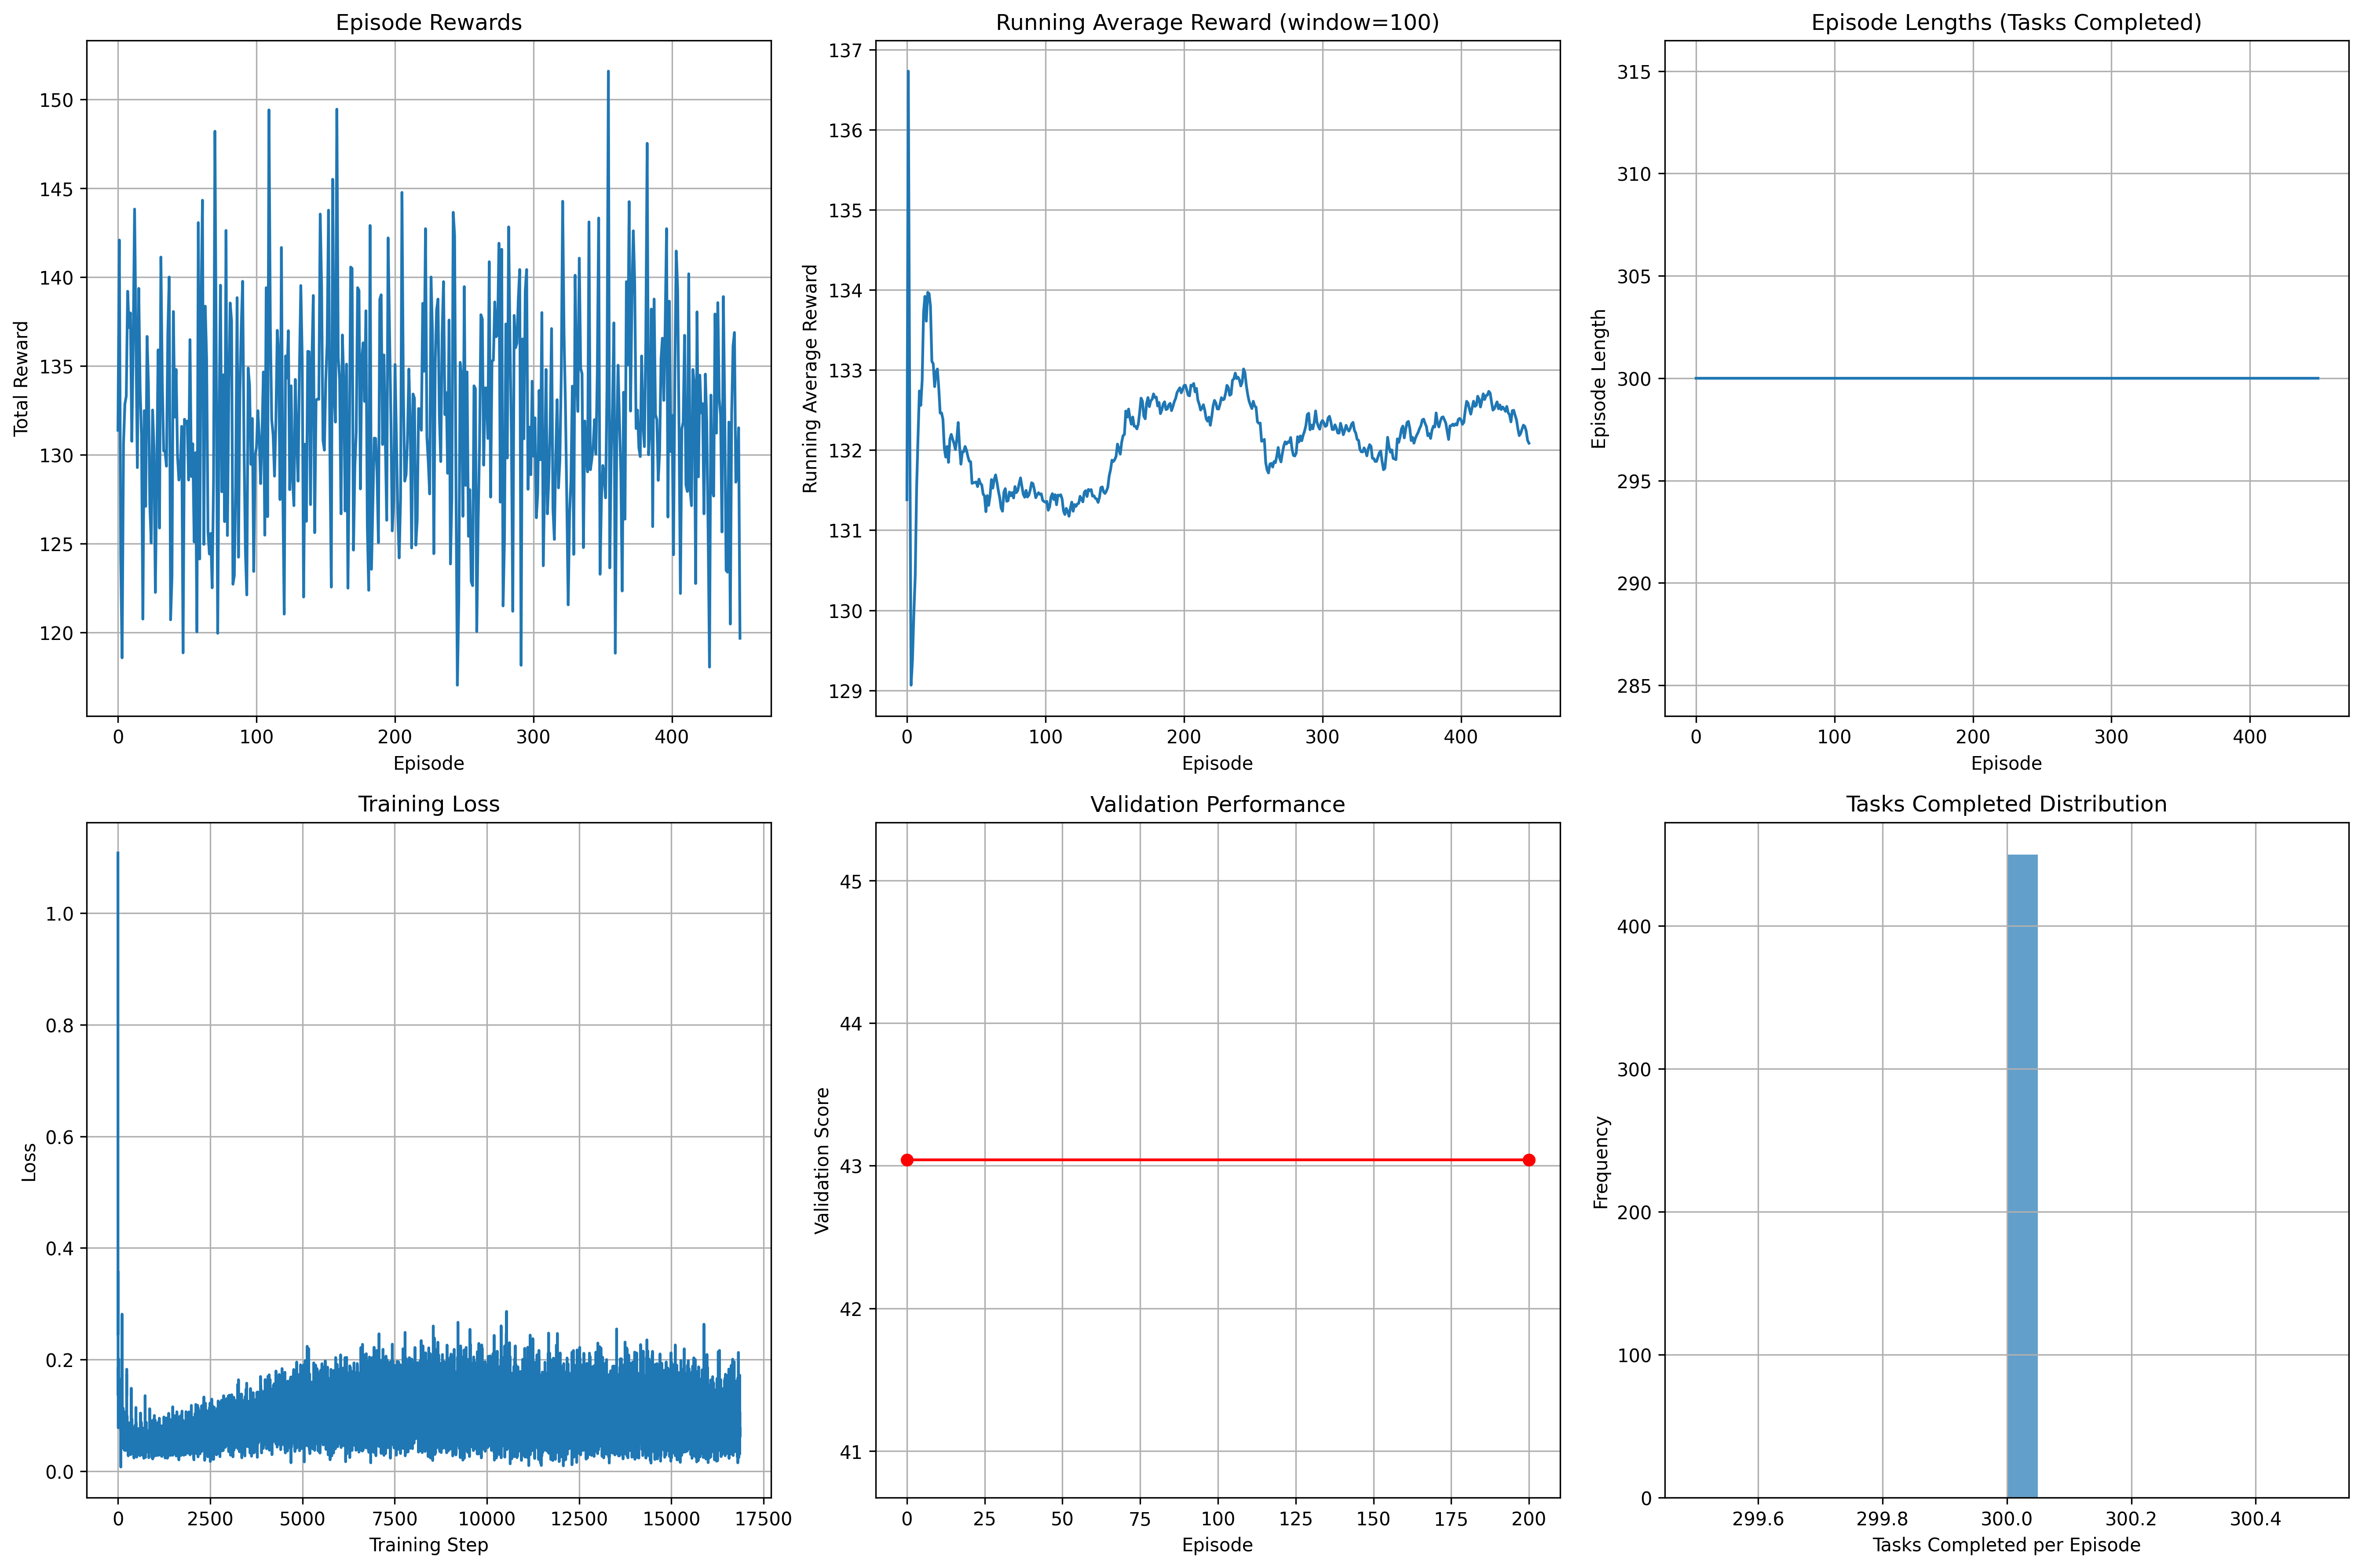 Episode Rewards
Total Reward
150
145
140
135
130
125
120
0 100 200 300 400
Episode
Running Average Reward (window=100)
Running Average Reward
137
136
135
134
133
132
131
130
129
0 100 200 300 400
Episode
Episode Lengths (Tasks Completed)
Episode Length
315
310
305
300
295
290
285
0 100 200 300 400
Episode
Training Loss
Loss
1.0
0.8
0.6
0.4
0.2
0.0
0 2500 5000 7500 10000 12500 15000 17500
Training Step
Validation Performance
Validation Score
45
44
43
42
41
0 25 50 75 100 125 150 175 200
Episode
Tasks Completed Distribution
Frequency
400
300
200
100
0
299.6 299.8 300.0 300.2 300.4
Tasks Completed per Episode